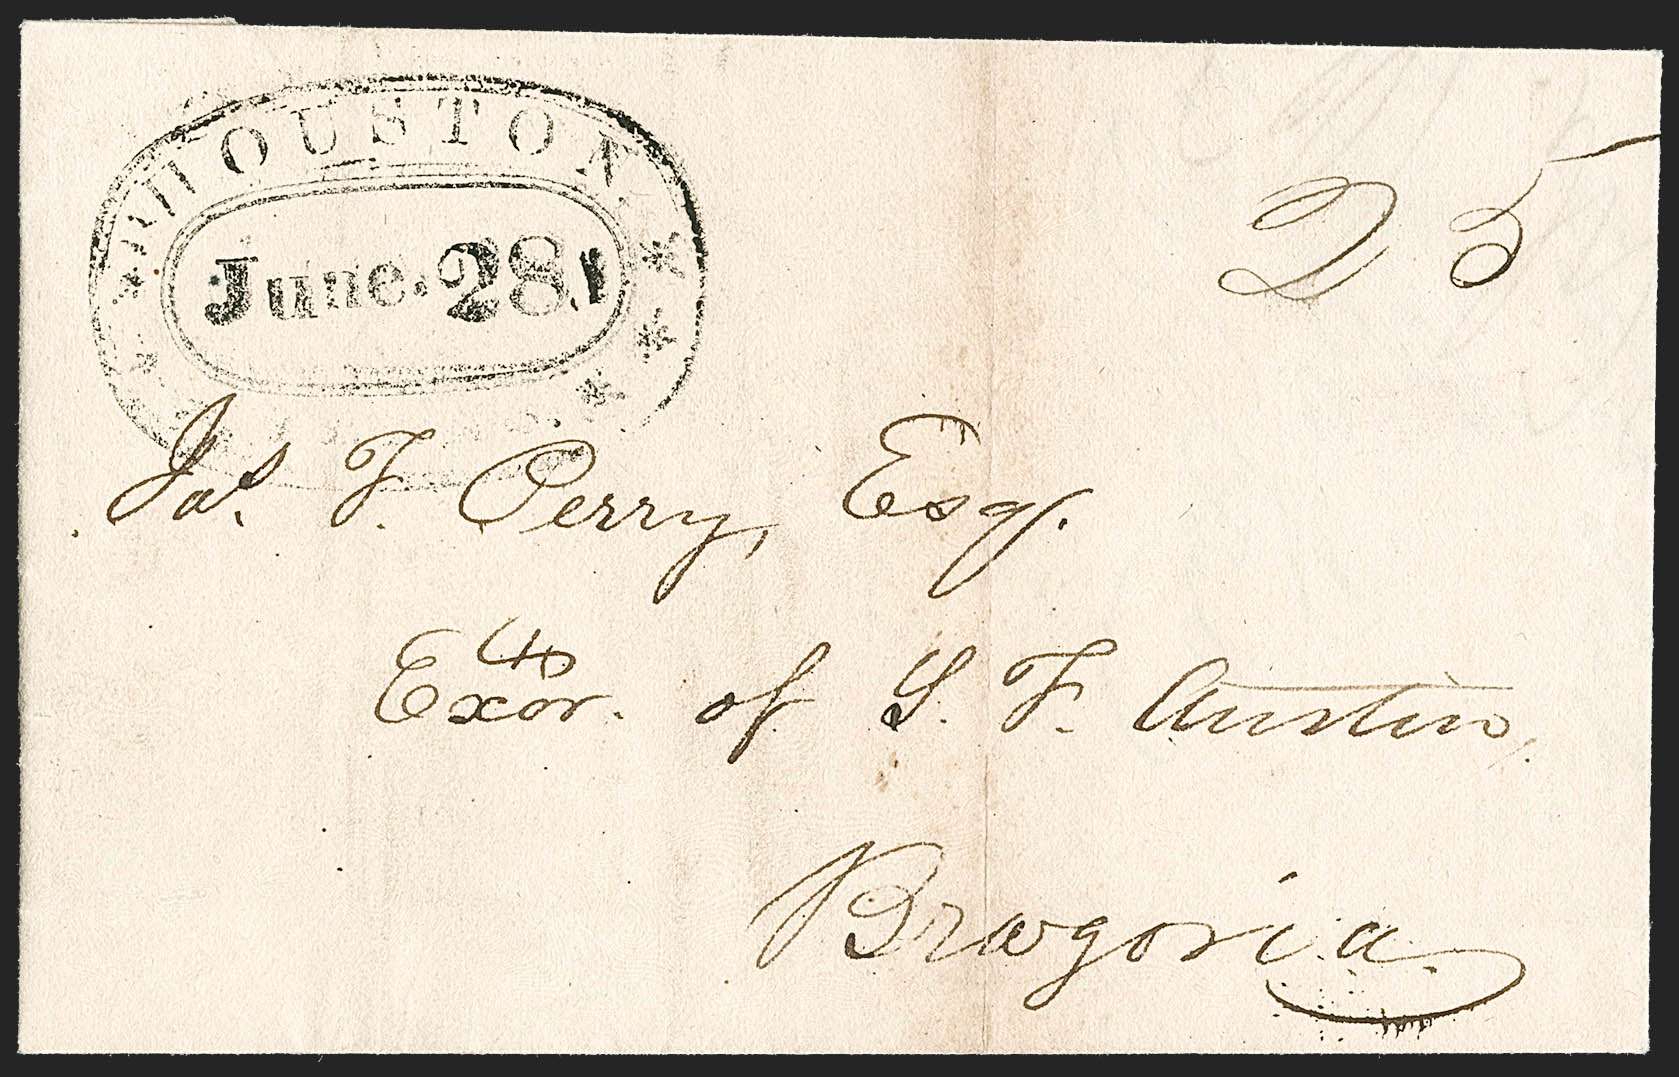 HOUSTON
June. 28.
25
Jas. F. Perry, Esq.
Exor. of S. F. Austin,
Brazoria.